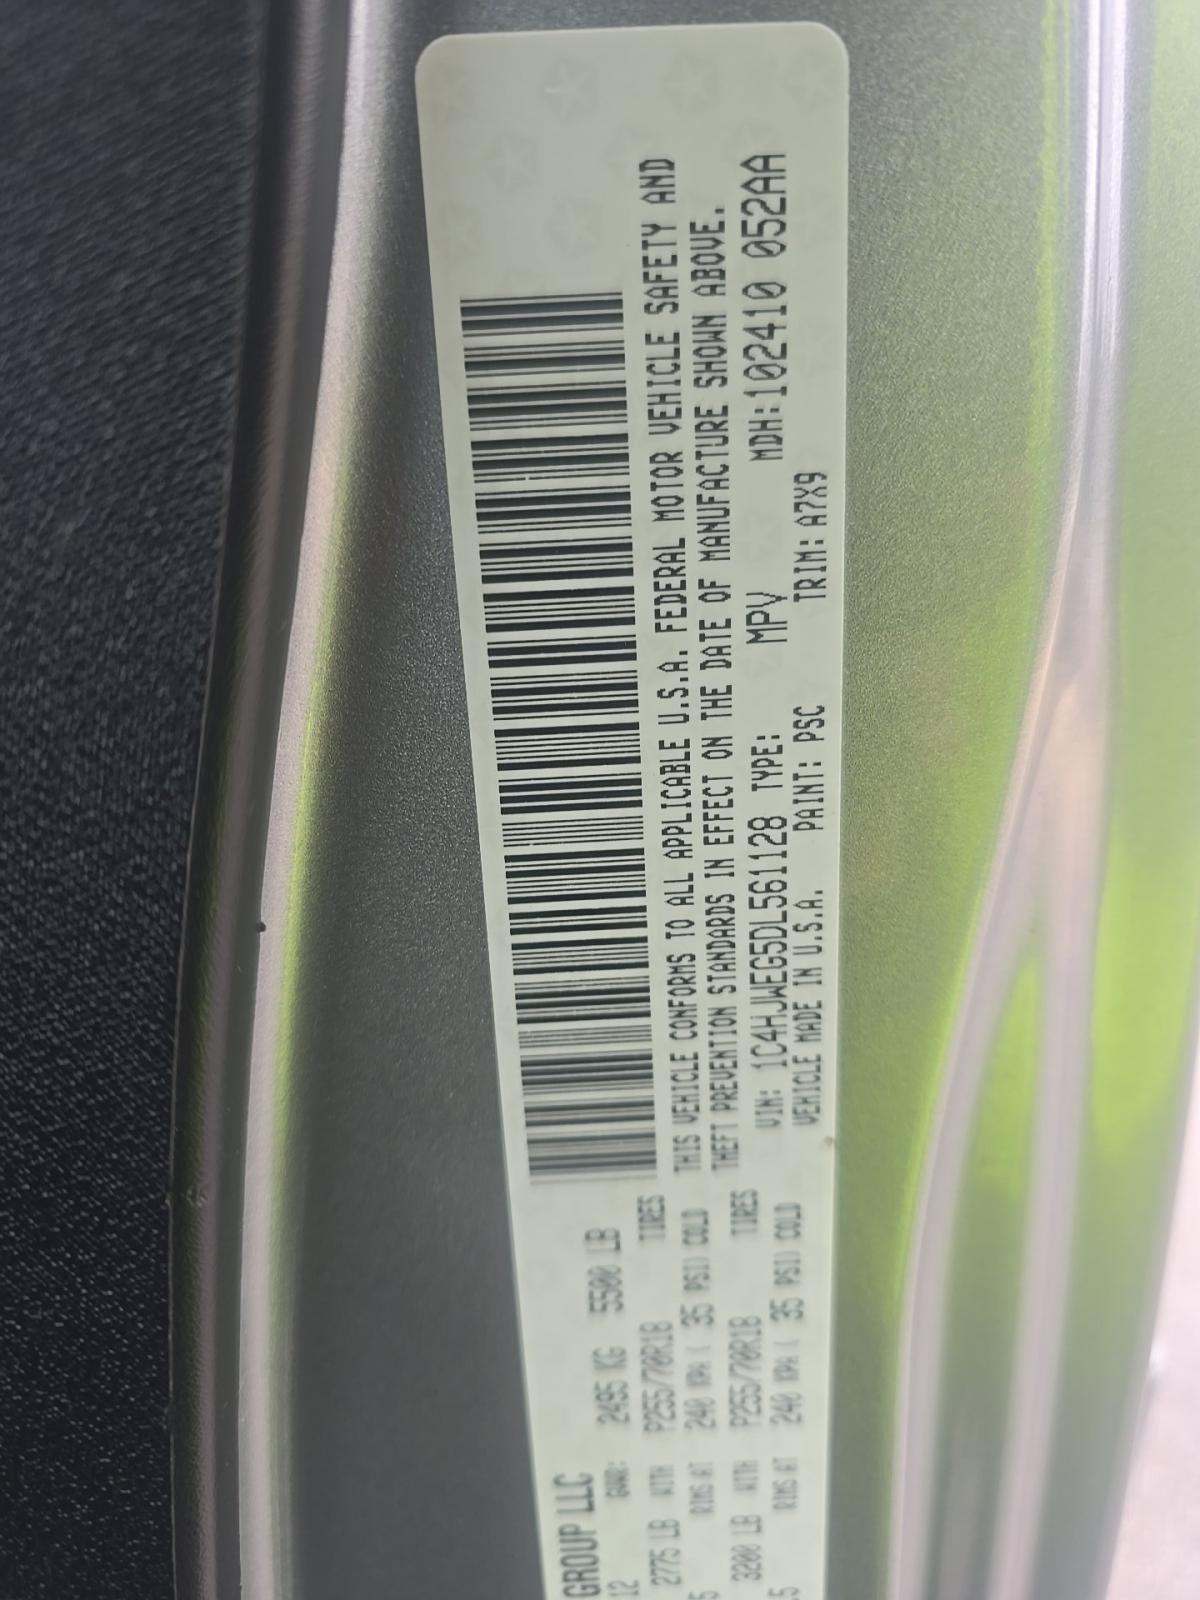 GROUP LLC
12 GVWR: 2495 KG 5500 LB
2775 LB WITH P255/70R18 TIRES
5 RIMS AT 240 KPA ( 35 PSI) COLD
3200 LB WITH P255/70R18 TIRES
.5 RIMS AT 240 KPA ( 35 PSI) COLD
THIS VEHICLE CONFORMS TO ALL APPLICABLE U.S.A. FEDERAL MOTOR VEHICLE SAFETY AND
THEFT PREVENTION STANDARDS IN EFFECT ON THE DATE OF MANUFACTURE SHOWN ABOVE.
VIN: 1C4HJWEG5DL561128 TYPE: MPV MDH:102410 052AA
VEHICLE MADE IN U.S.A. PAINT: PSC TRIM: A7X9